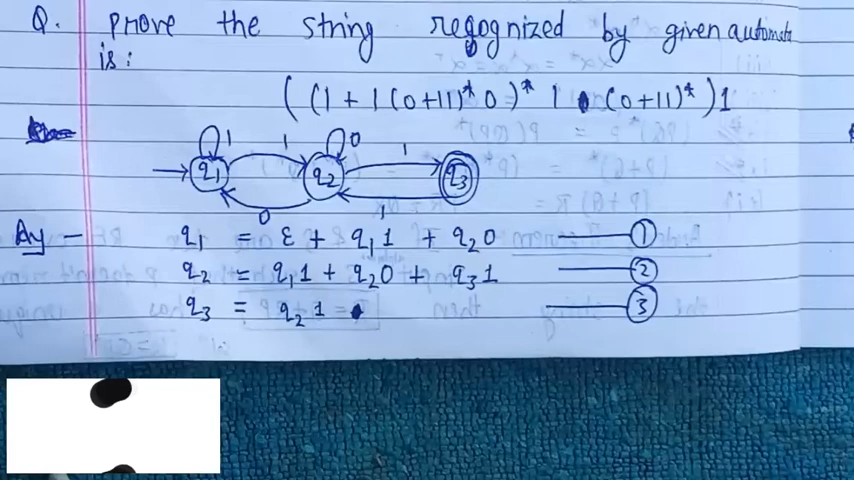 Q. Prove the string regognized by given automata
is:
((1 + 1(0+11)* 0)* 1 . (0+11)*)1
1 1 0 1
→ q1 q2 q3
0 1
Ay - q1 = ε + q1 1 + q2 0 ——— ①
q2 = q1 1 + q2 0 + q3 1 ——— ②
q3 = q2 1 ——— ③